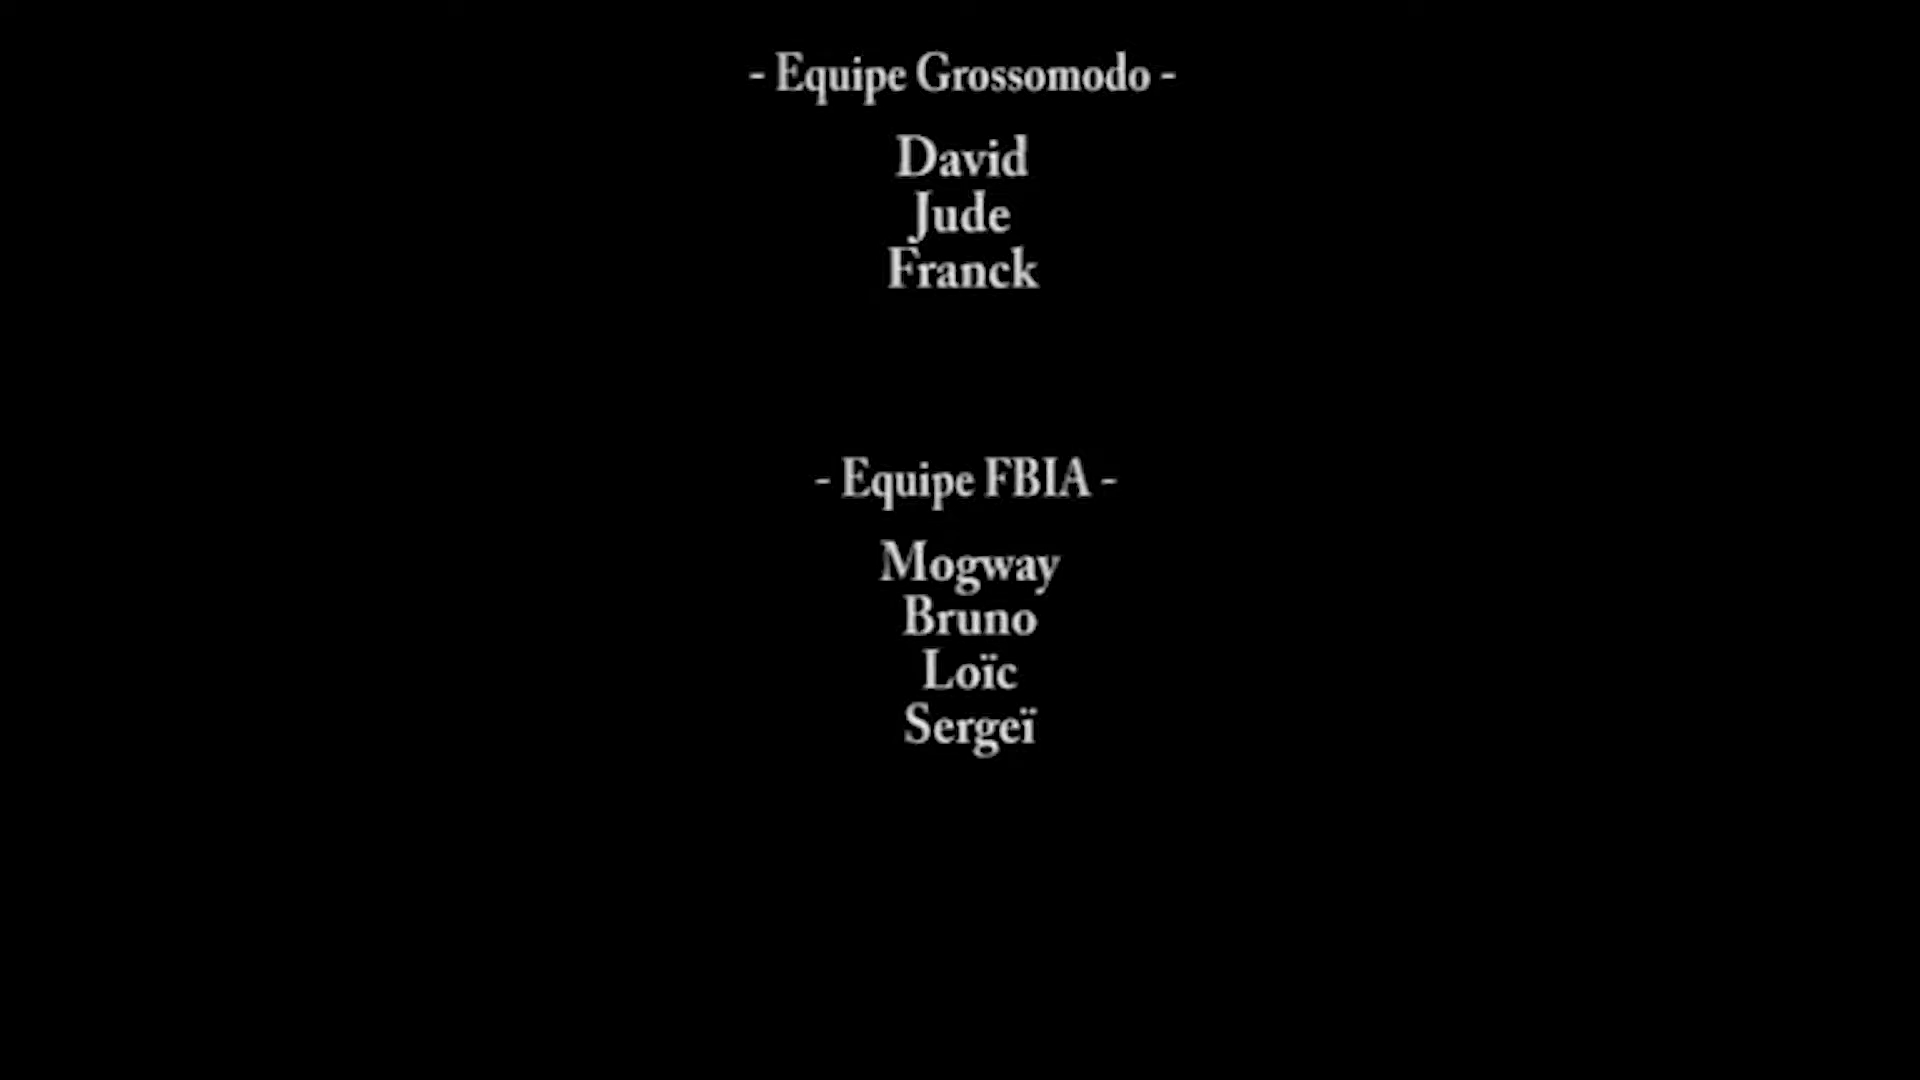 - Equipe Grossomodo -
David
Jude
Franck
- Equipe FBIA -
Mogway
Bruno
Loïc
Sergeï